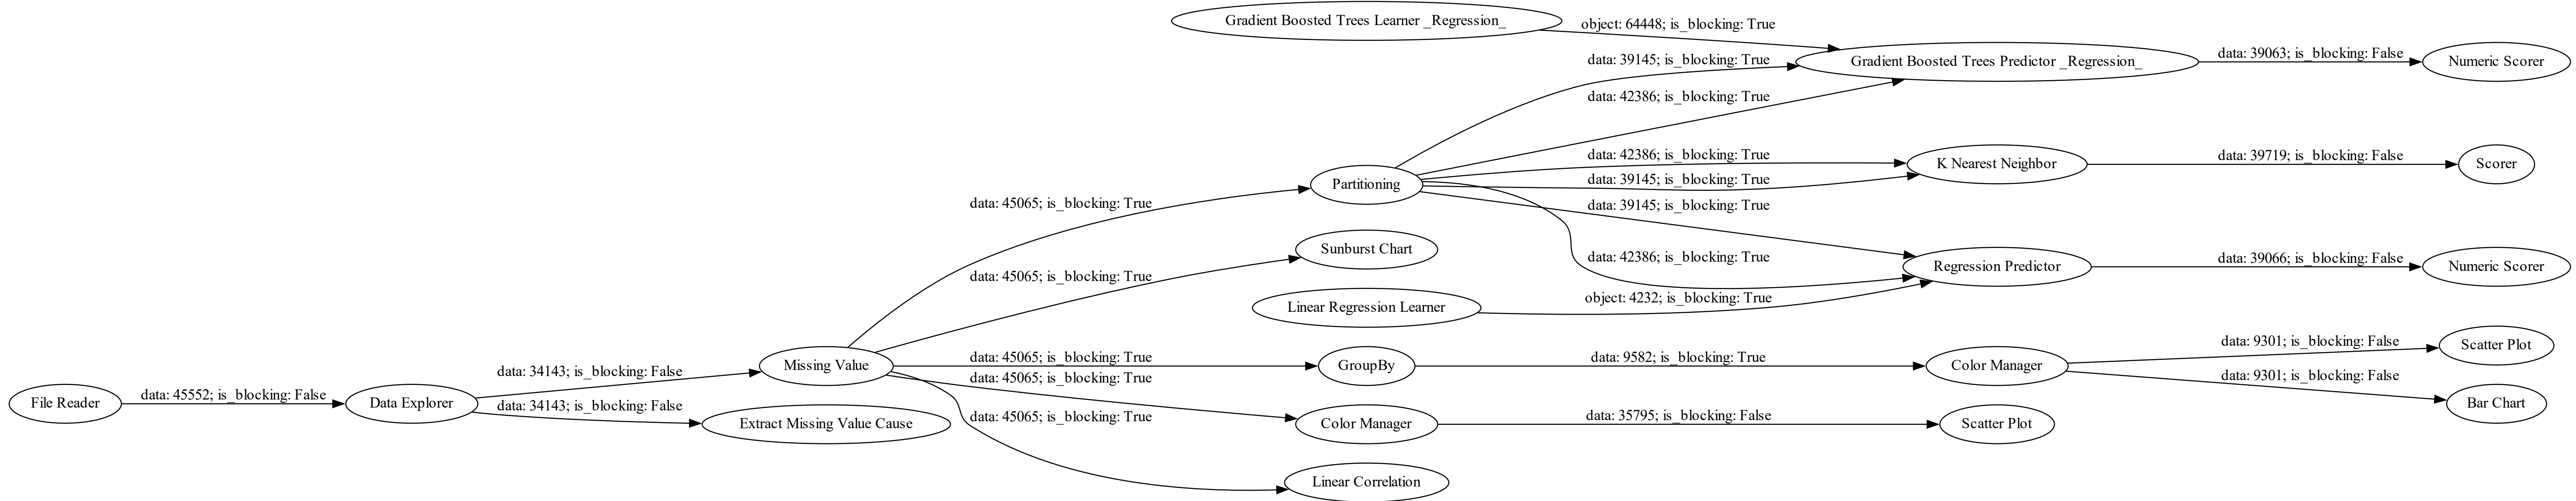 Gradient Boosted Trees Learner _Regression_
object: 64448; is_blocking: True
data: 39145; is_blocking: True
Gradient Boosted Trees Predictor _Regression_
data: 39063; is_blocking: False
Numeric Scorer
data: 42386; is_blocking: True
data: 42386; is_blocking: True
K Nearest Neighbor
data: 39719; is_blocking: False
Scorer
Partitioning
data: 39145; is_blocking: True
data: 45065; is_blocking: True
data: 39145; is_blocking: True
Sunburst Chart
data: 42386; is_blocking: True
Regression Predictor
data: 39066; is_blocking: False
Numeric Scorer
data: 45065; is_blocking: True
Linear Regression Learner
object: 4232; is_blocking: True
data: 9301; is_blocking: False
Scatter Plot
Missing Value
data: 45065; is_blocking: True
GroupBy
data: 9582; is_blocking: True
Color Manager
data: 34143; is_blocking: False
data: 45065; is_blocking: True
data: 9301; is_blocking: False
Bar Chart
File Reader
data: 45552; is_blocking: False
Data Explorer
data: 34143; is_blocking: False
Extract Missing Value Cause
data: 45065; is_blocking: True
Color Manager
data: 35795; is_blocking: False
Scatter Plot
Linear Correlation